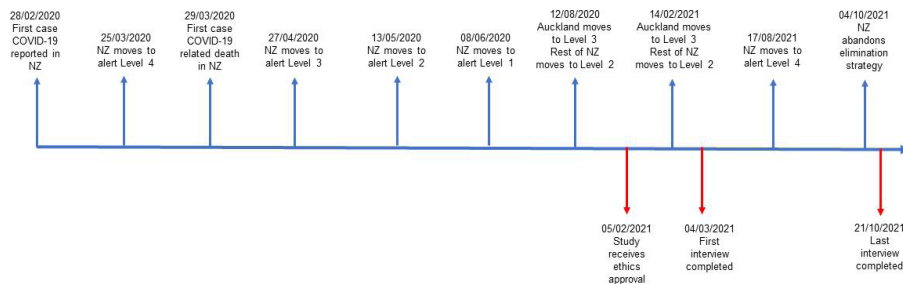 28/02/2020
First case
COVID-19
reported in
NZ
25/03/2020
NZ moves to
alert Level 4
29/03/2020
First case
COVID-19
related death
in NZ
27/04/2020
NZ moves to
alert Level 3
13/05/2020
NZ moves to
alert Level 2
08/06/2020
NZ moves to
alert Level 1
12/08/2020
Auckland moves
to Level 3
Rest of NZ
moves to Level 2
14/02/2021
Auckland moves
to Level 3
Rest of NZ
moves to Level 2
17/08/2021
NZ moves to
alert Level 4
04/10/2021
NZ
abandons
elimination
strategy
05/02/2021
Study
receives
ethics
approval
04/03/2021
First
interview
completed
21/10/2021
Last
interview
completed